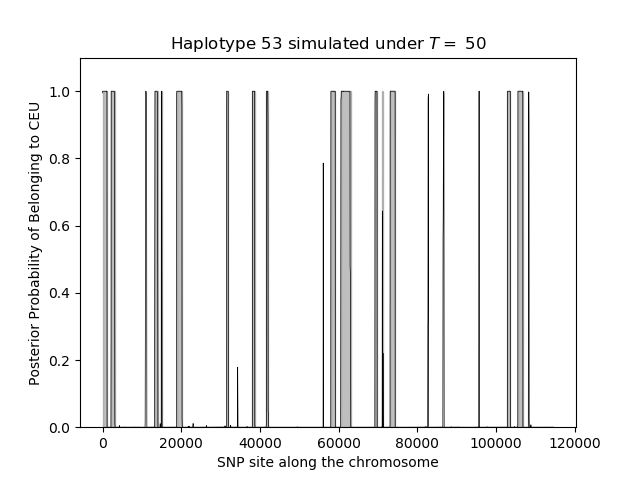 Haplotype 53 simulated under T = 50
Posterior Probability of Belonging to CEU
1.0
0.8
0.6
0.4
0.2
0.0
0 20000 40000 60000 80000 100000 120000
SNP site along the chromosome